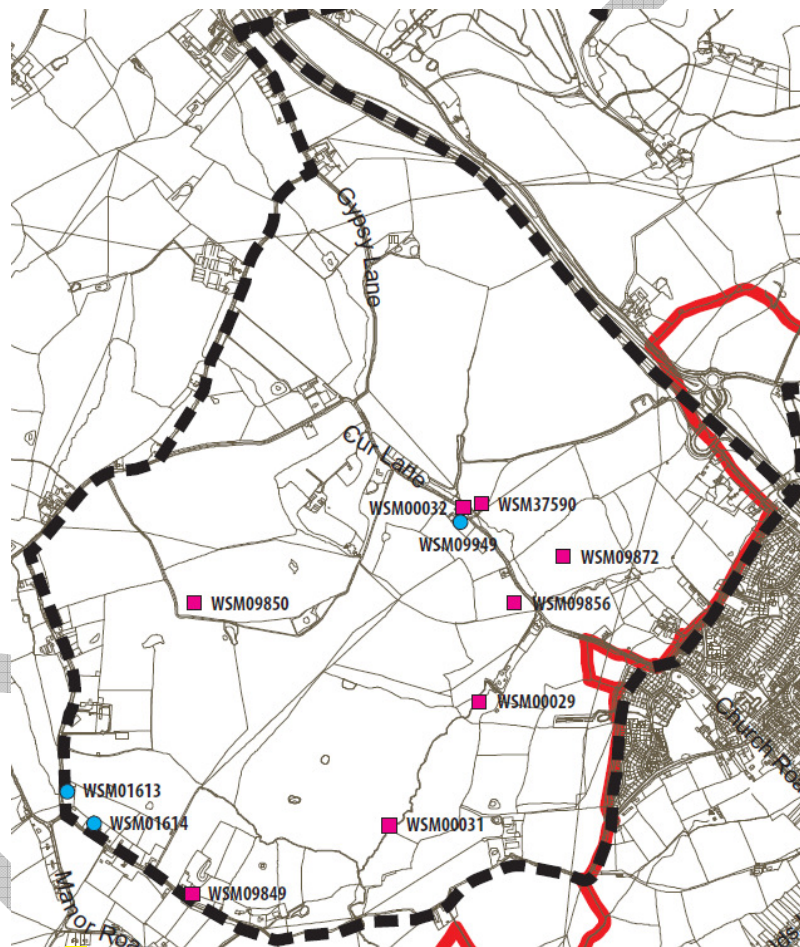 Gypsy Lane
Cur Lane
WSM00032
WSM37590
WSM09949
WSM09872
WSM09850
WSM09856
WSM00029
Church Roa
WSM01613
WSM01614
WSM00031
WSM09849
Manor Roa